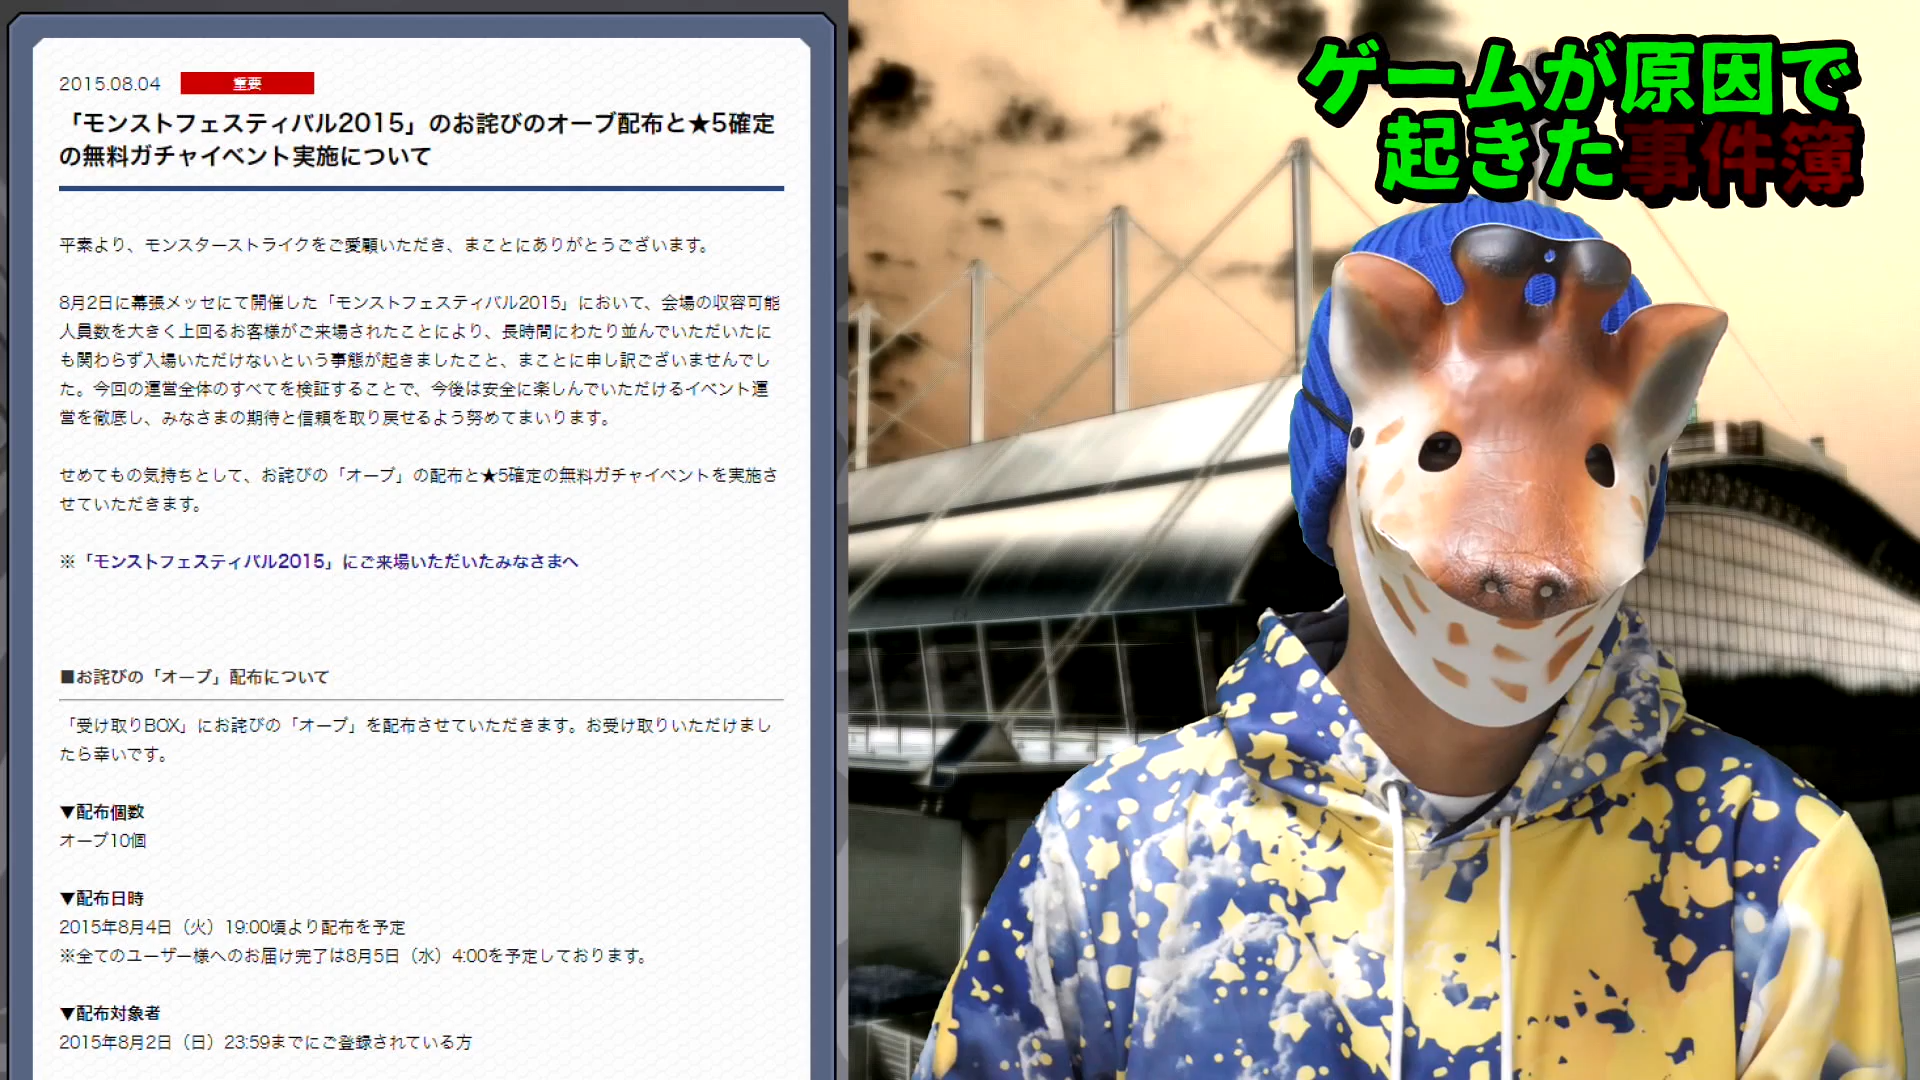 2015.08.04 重要
「モンストフェスティバル2015」のお詫びのオーブ配布と★5確定
の無料ガチャイベント実施について
平素より、モンスターストライクをご愛顧いただき、まことにありがとうございます。
8月2日に幕張メッセにて開催した「モンストフェスティバル2015」において、会場の収容可能
人員数を大きく上回るお客様がご来場されたことにより、長時間にわたり並んでいただいたに
も関わらず入場いただけないという事態が起きましたこと、まことに申し訳ございませんでし
た。今回の運営全体のすべてを検証することで、今後は安全に楽しんでいただけるイベント運
営を徹底し、みなさまの期待と信頼を取り戻せるよう努めてまいります。
せめてもの気持ちとして、お詫びの「オーブ」の配布と★5確定の無料ガチャイベントを実施さ
せていただきます。
※「モンストフェスティバル2015」にご来場いただいたみなさまへ
■お詫びの「オーブ」配布について
「受け取りBOX」にお詫びの「オーブ」を配布させていただきます。お受け取りいただけまし
たら幸いです。
▼配布個数
オーブ10個
▼配布日時
2015年8月4日（火）19:00頃より配布を予定
※全てのユーザー様へのお届け完了は8月5日（水）4:00を予定しております。
▼配布対象者
2015年8月2日（日）23:59までにご登録されている方
ゲームが原因で
起きた事件簿